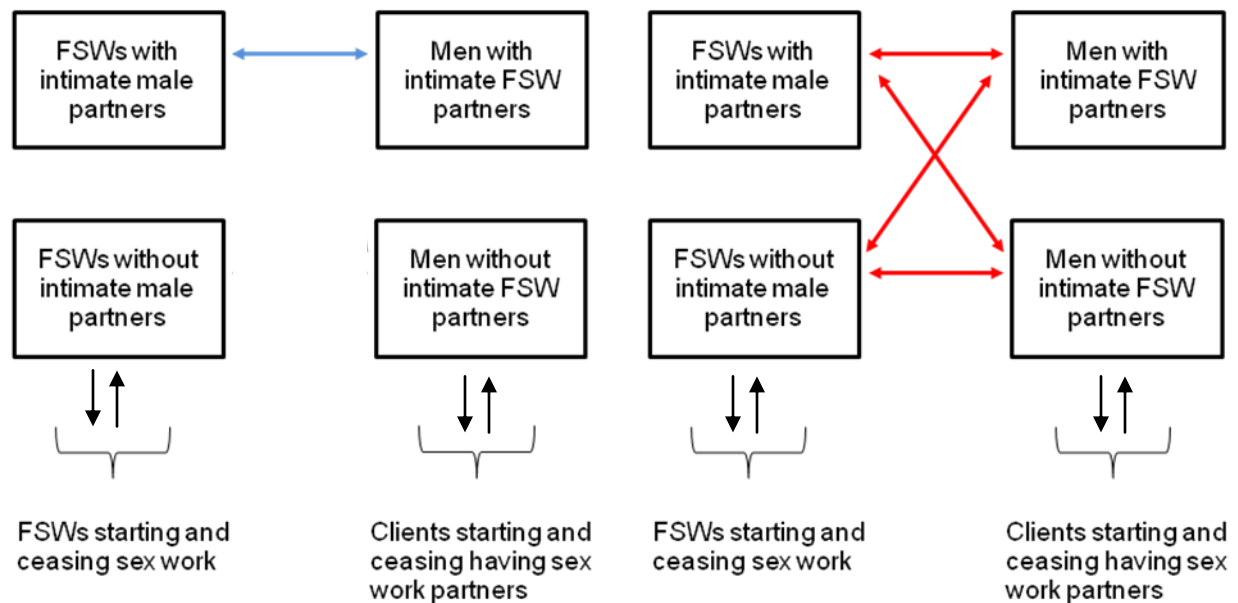 FSWs with
intimate male
partners
Men with
intimate FSW
partners
FSWs with
intimate male
partners
Men with
intimate FSW
partners
FSWs without
intimate male
partners
Men without
intimate FSW
partners
FSWs without
intimate male
partners
Men without
intimate FSW
partners
FSWs starting and
ceasing sex work
Clients starting and
ceasing having sex
work partners
FSWs starting and
ceasing sex work
Clients starting and
ceasing having sex
work partners